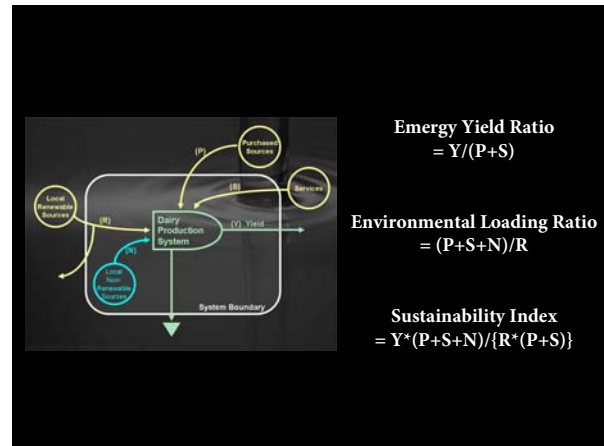 Purchased
Sources
(P)
(S)
Services
Local
Renewable
Sources
(R)
Dairy
Production
System
(Y) Yield
(N)
Local
Non-
Renewable
Sources
System Boundary
Emergy Yield Ratio
= Y/(P+S)
Environmental Loading Ratio
= (P+S+N)/R
Sustainability Index
= Y*(P+S+N)/{R*(P+S)}